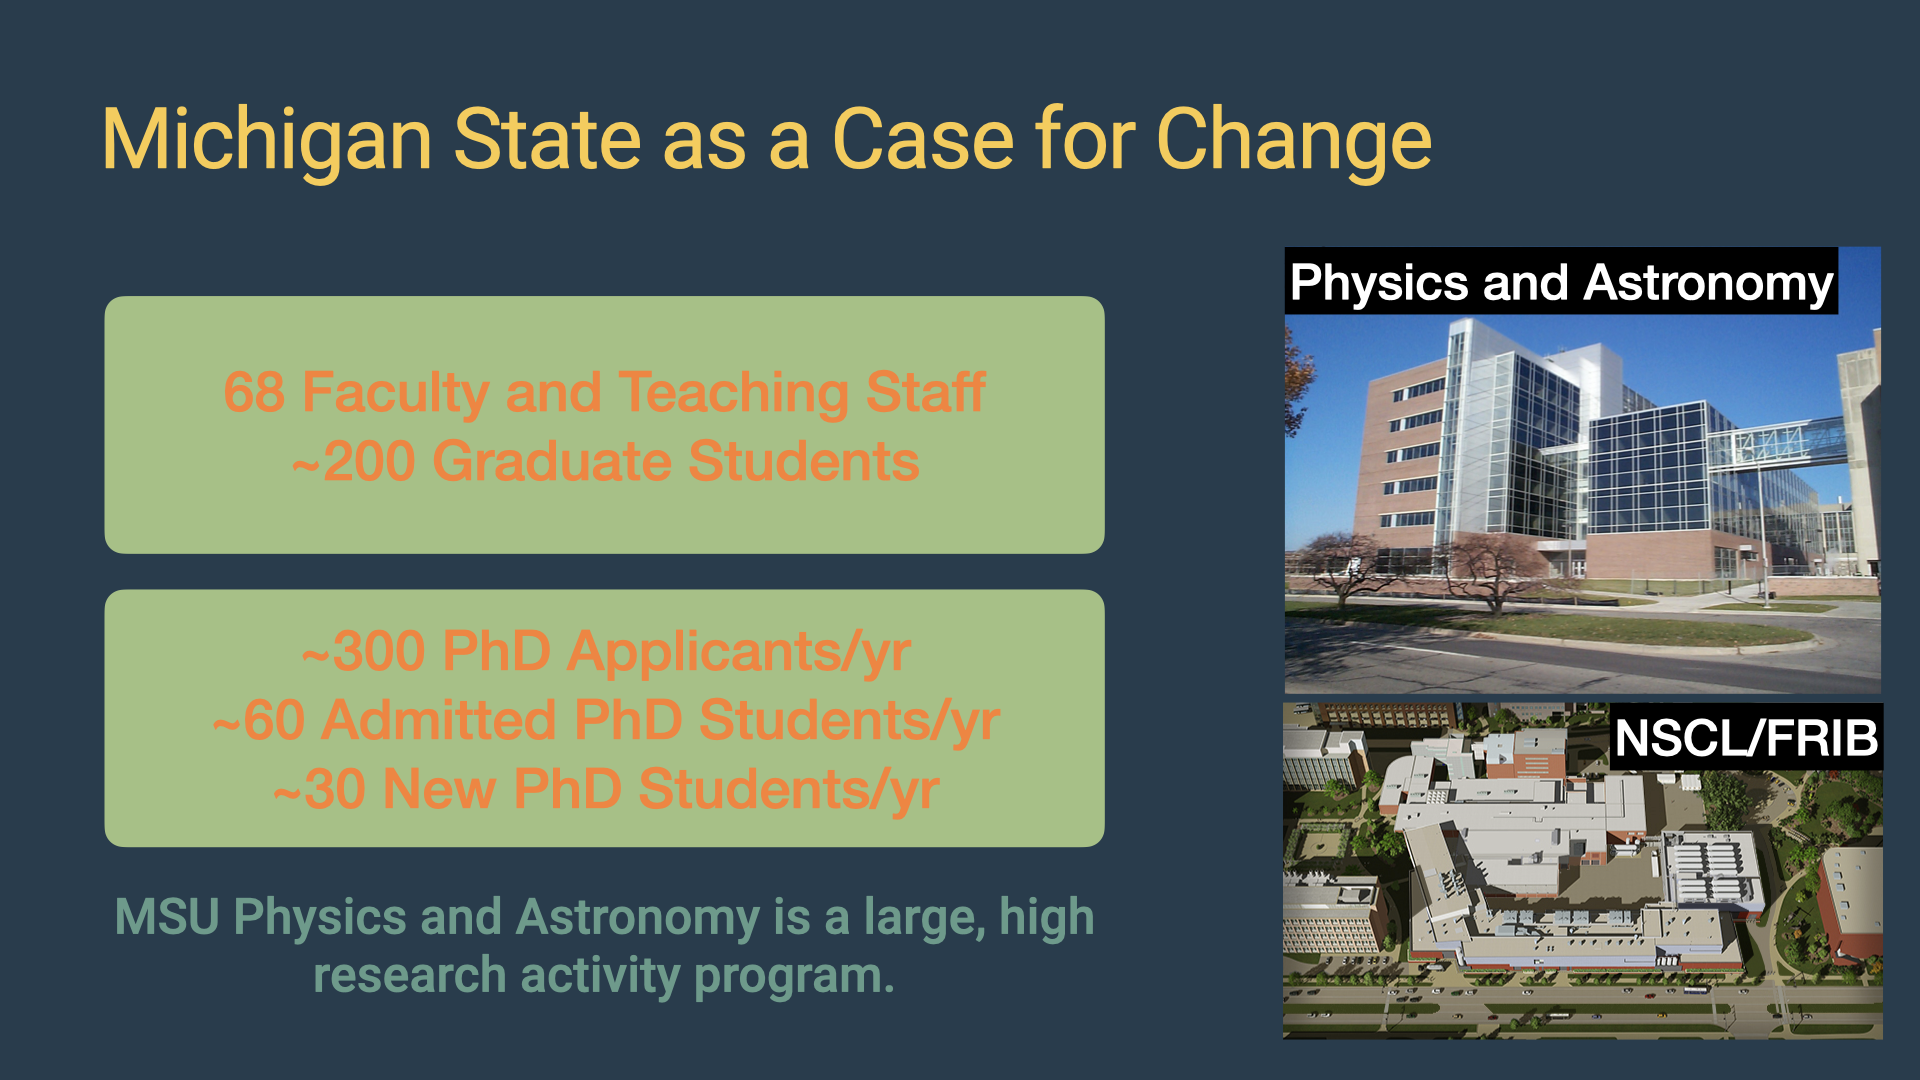 Michigan State as a Case for Change
68 Faculty and Teaching Staff
~200 Graduate Students
~300 PhD Applicants/yr
~60 Admitted PhD Students/yr
~30 New PhD Students/yr
MSU Physics and Astronomy is a large, high
research activity program.
Physics and Astronomy
NSCL/FRIB